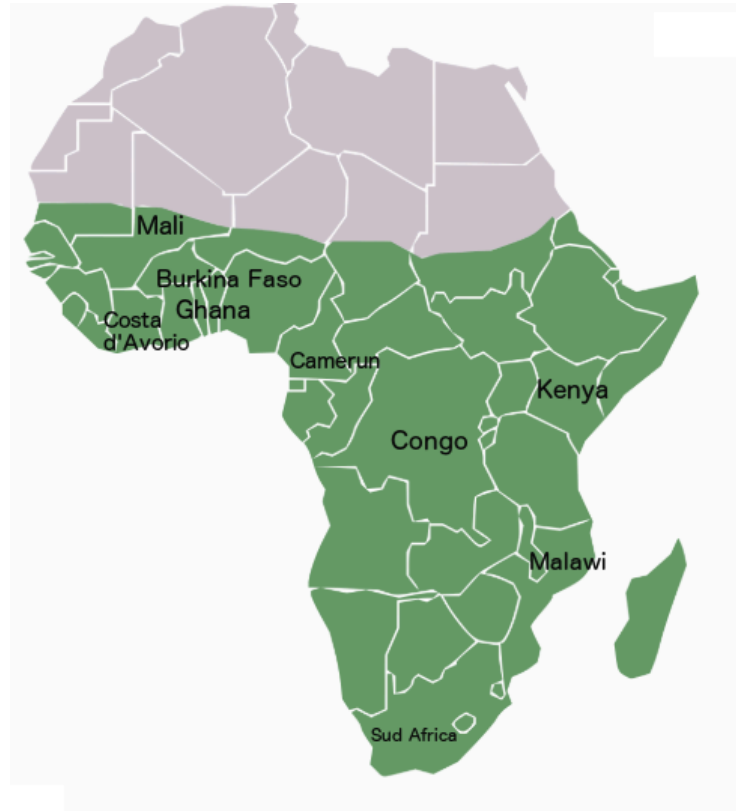 Mali
Burkina Faso
Ghana
Costa
d'Avorio
Camerun
Kenya
Congo
Malawi
Sud Africa